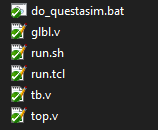 do_questasim.bat
glbl.v
run.sh
run.tcl
tb.v
top.v